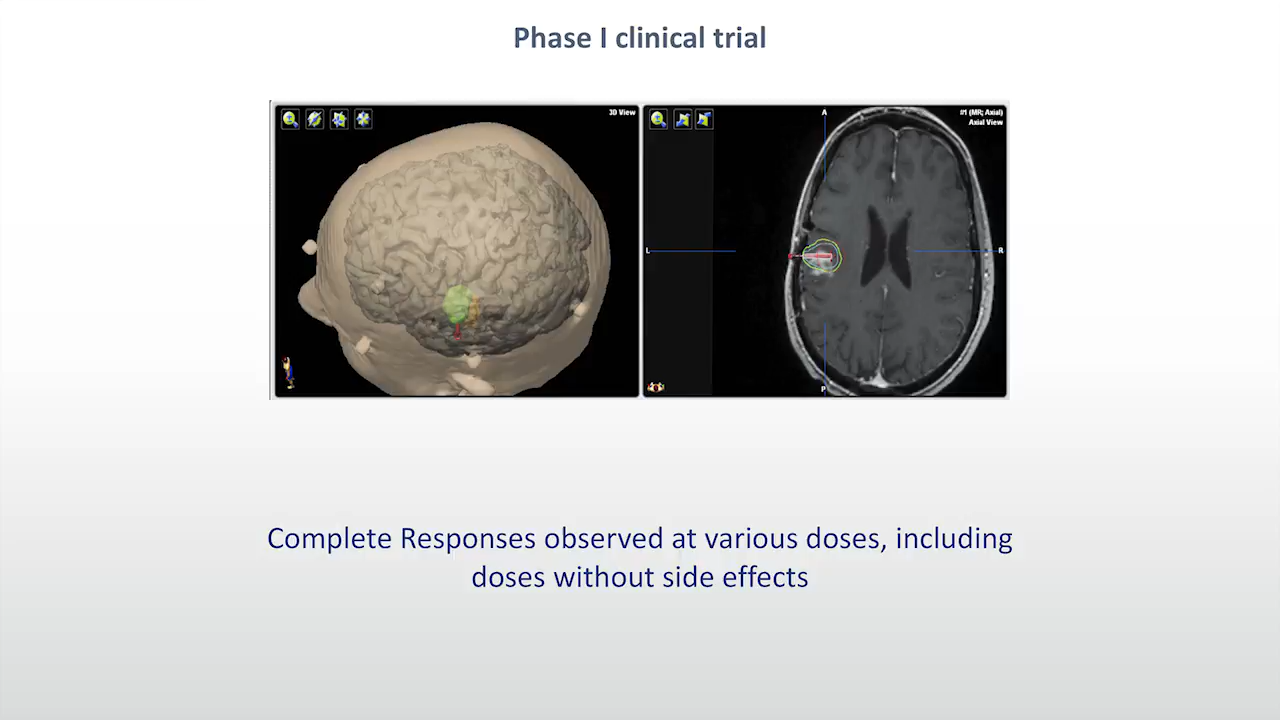 Phase I clinical trial
3D View
A
#1 (MR; Axial)
Axial View
L
R
P
Complete Responses observed at various doses, including
doses without side effects